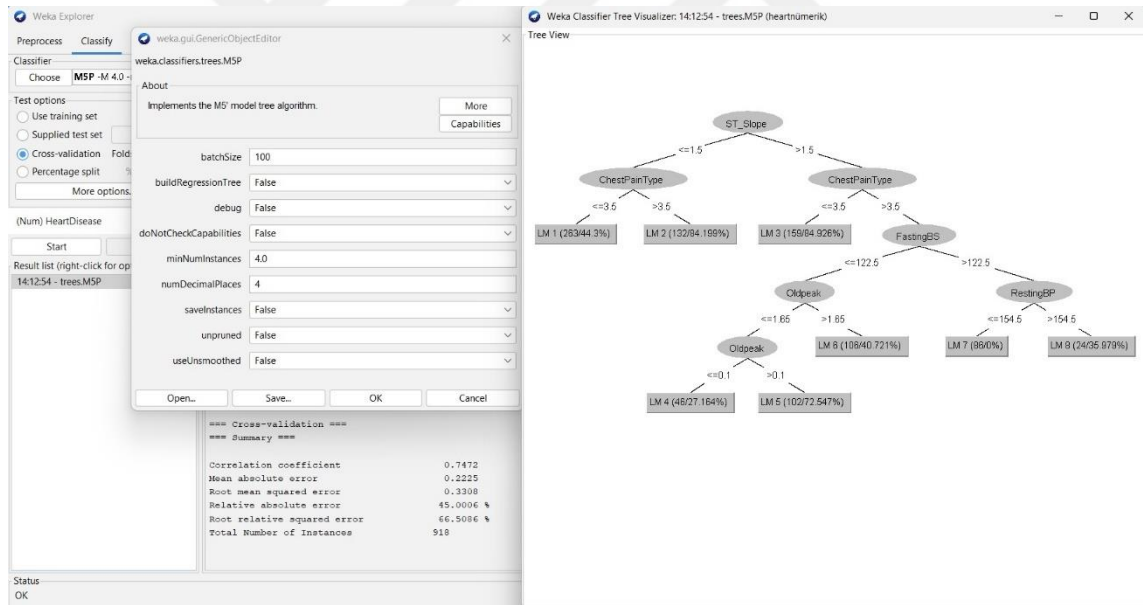 Weka Explorer
Preprocess Classify
Classifier
Choose M5P -M 4.0 -
Test options
Use training set
Supplied test set
Cross-validation Fold
Percentage split %
More options.
(Num) HeartDisease
Start
Result list (right-click for op
14:12:54 - trees.M5P
Status
OK
weka.gui.GenericObjectEditor
weka.classifiers.trees.M5P
About
Implements the M5' model tree algorithm.
More
Capabilities
batchSize 100
buildRegressionTree False
debug False
doNotCheckCapabilities False
minNumInstances 4.0
numDecimalPlaces 4
saveInstances False
unpruned False
useUnsmoothed False
Open... Save... OK Cancel
=== Cross-validation ===
=== Summary ===
Correlation coefficient 0.7472
Mean absolute error 0.2225
Root mean squared error 0.3308
Relative absolute error 45.0006 %
Root relative squared error 66.5086 %
Total Number of Instances 918
Weka Classifier Tree Visualizer: 14:12:54 - trees.M5P (heartnümerik)
Tree View
ST_Slope
<=1.5 >1.5
ChestPainType ChestPainType
<=3.5 >3.5 <=3.5 >3.5
LM 1 (263/44.3%) LM 2 (132/84.199%) LM 3 (159/84.926%) FastingBS
<=122.5 >122.5
Oldpeak RestingBP
<=1.65 >1.65 <=154.5 >154.5
Oldpeak LM 6 (106/40.721%) LM 7 (86/0%) LM 8 (24/35.979%)
<=0.1 >0.1
LM 4 (46/27.164%) LM 5 (102/72.547%)